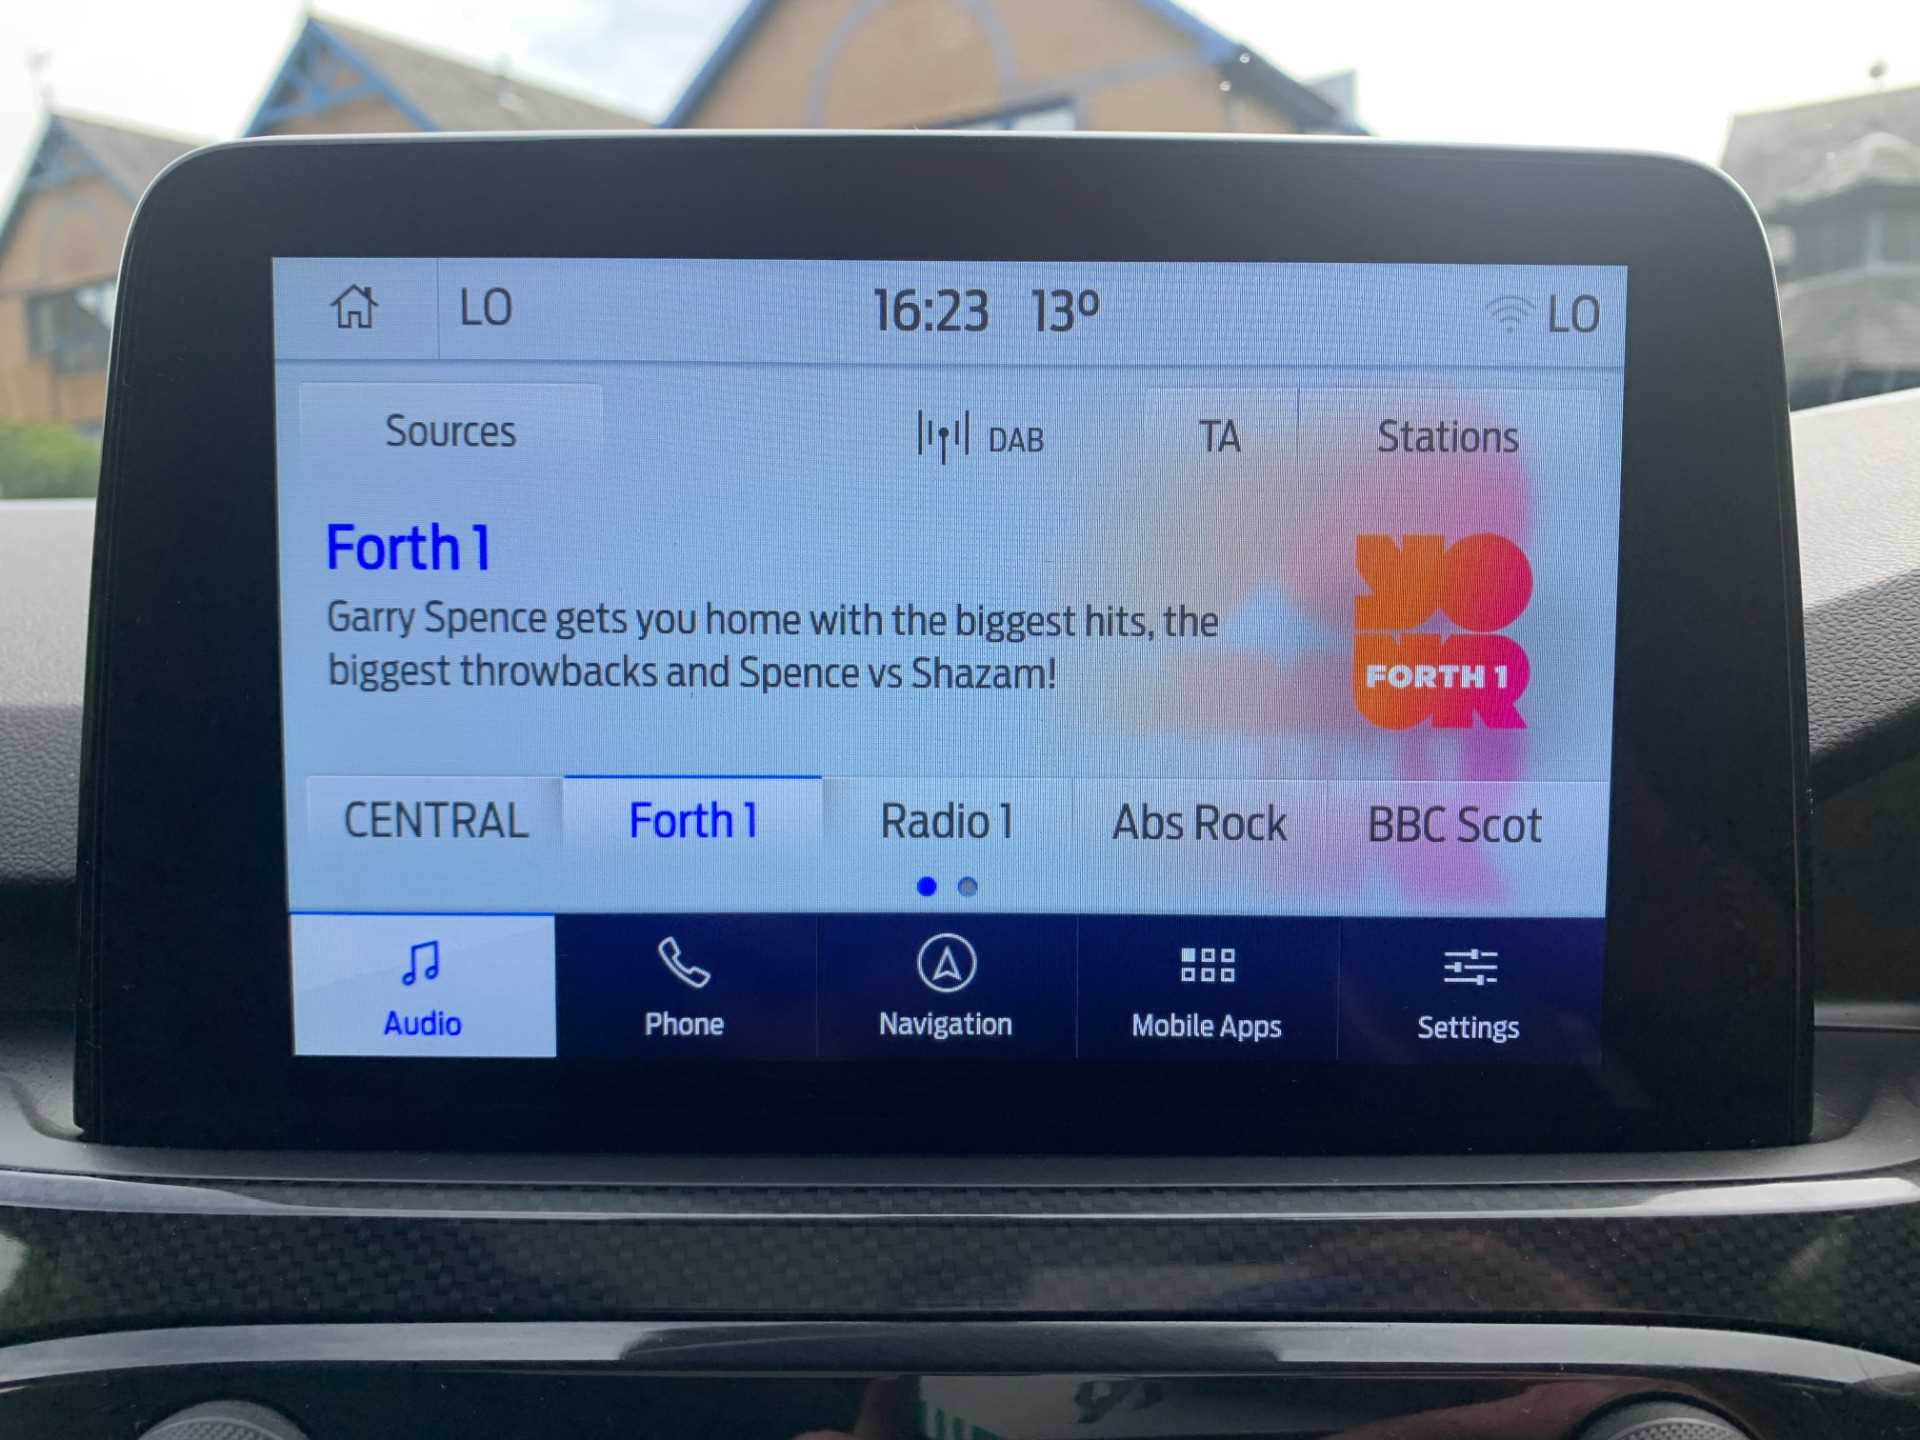 LO 16:23 13º LO
Sources DAB TA Stations
Forth 1
Garry Spence gets you home with the biggest hits, the
biggest throwbacks and Spence vs Shazam!
YO
UR
FORTH 1
CENTRAL Forth 1 Radio 1 Abs Rock BBC Scot
Audio Phone Navigation Mobile Apps Settings